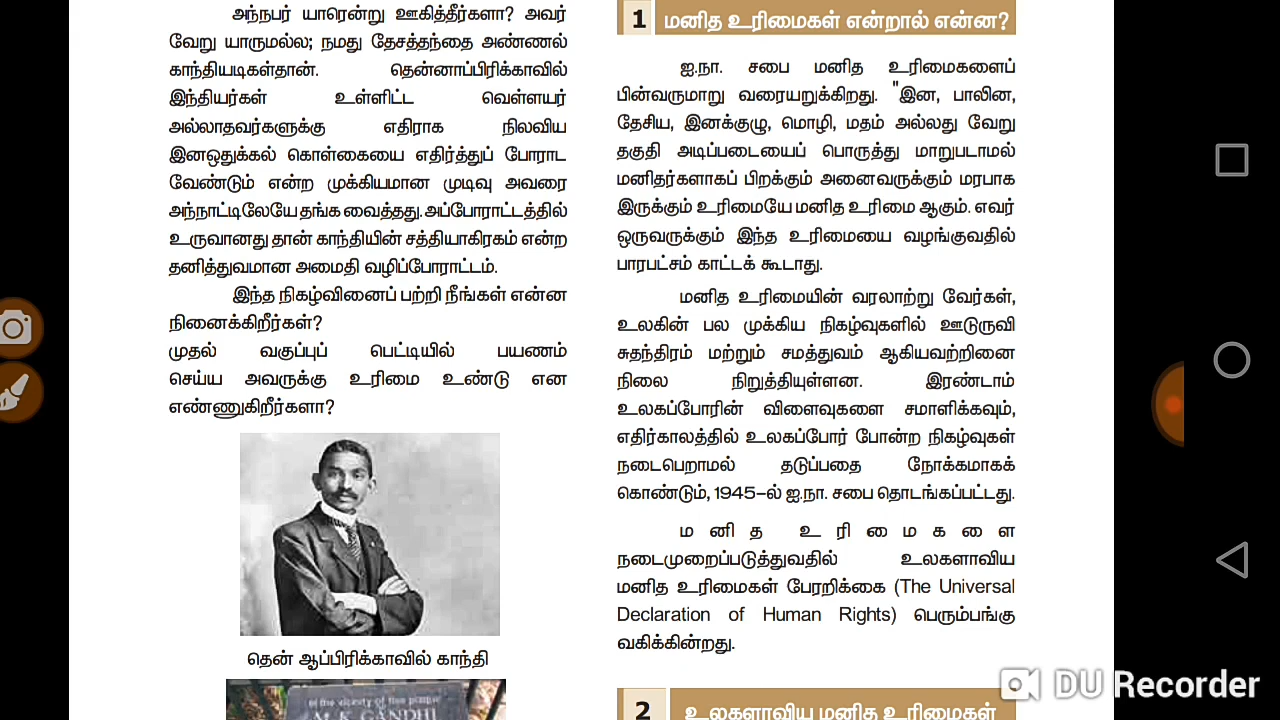 அந்நபர் யாரென்று ஊகித்தீர்களா? அவர்
வேறு யாருமல்ல; நமது தேசத்தந்தை அண்ணல்
காந்தியடிகள்தான். தென்னாப்பிரிக்காவில்
இந்தியர்கள் உள்ளிட்ட வெள்ளயர்
அல்லாதவர்களுக்கு எதிராக நிலவிய
இனஒதுக்கல் கொள்கையை எதிர்த்துப் போராட
வேண்டும் என்ற முக்கியமான முடிவு அவரை
அந்நாட்டிலேயே தங்க வைத்தது. அப்போராட்டத்தில்
உருவானது தான் காந்தியின் சத்தியாகிரகம் என்ற
தனித்துவமான அமைதி வழிப்போராட்டம்.
இந்த நிகழ்வினைப் பற்றி நீங்கள் என்ன
நினைக்கிறீர்கள்?
முதல் வகுப்புப் பெட்டியில் பயணம்
செய்ய அவருக்கு உரிமை உண்டு என
எண்ணுகிறீர்களா?
தென் ஆப்பிரிக்காவில் காந்தி
in the vicinity of this
M.K. GANDHI
1 மனித உரிமைகள் என்றால் என்ன?
ஐ.நா. சபை மனித உரிமைகளைப்
பின்வருமாறு வரையறுக்கிறது. "இன, பாலின,
தேசிய, இனக்குழு, மொழி, மதம் அல்லது வேறு
தகுதி அடிப்படையைப் பொருத்து மாறுபடாமல்
மனிதர்களாகப் பிறக்கும் அனைவருக்கும் மரபாக
இருக்கும் உரிமையே மனித உரிமை ஆகும். எவர்
ஒருவருக்கும் இந்த உரிமையை வழங்குவதில்
பாரபட்சம் காட்டக் கூடாது.
மனித உரிமையின் வரலாற்று வேர்கள்,
உலகின் பல முக்கிய நிகழ்வுகளில் ஊடுருவி
சுதந்திரம் மற்றும் சமத்துவம் ஆகியவற்றினை
நிலை நிறுத்தியுள்ளன. இரண்டாம்
உலகப்போரின் விளைவுகளை சமாளிக்கவும்,
எதிர்காலத்தில் உலகப்போர் போன்ற நிகழ்வுகள்
நடைபெறாமல் தடுப்பதை நோக்கமாகக்
கொண்டும், 1945–ல் ஐ.நா. சபை தொடங்கப்பட்டது.
மனித உரிமைகளை
நடைமுறைப்படுத்துவதில் உலகளாவிய
மனித உரிமைகள் பேரறிக்கை (The Universal
Declaration of Human Rights) பெரும்பங்கு
வகிக்கின்றது.
2 உலகளாவிய மனித உரிமைகள்
DU Recorder